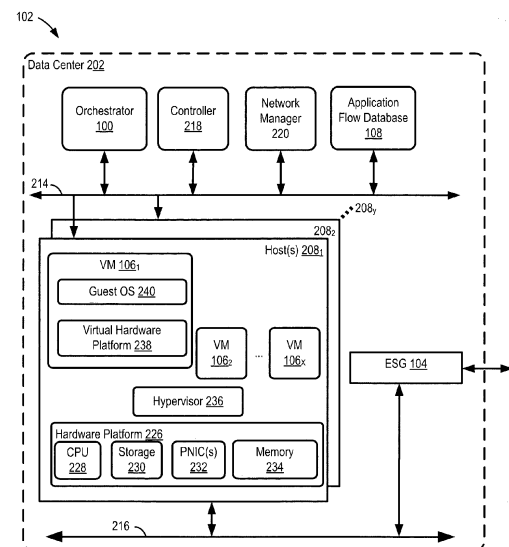 102
Data Center 202
Orchestrator
100
Controller
218
Network
Manager
220
Application
Flow Database
108
214
208y
2082
Host(s) 2081
VM 1061
Guest OS 240
Virtual Hardware
Platform 238
VM
1062
...
VM
106x
ESG 104
Hypervisor 236
Hardware Platform 226
CPU
228
Storage
230
PNIC(s)
232
Memory
234
216